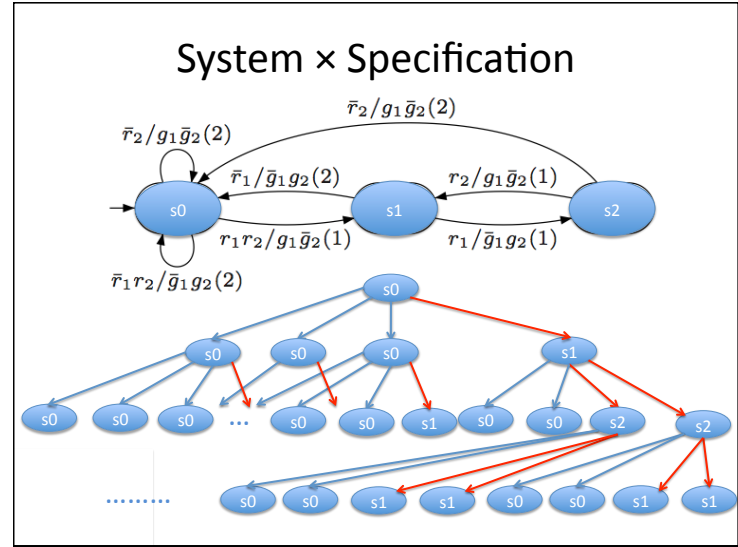 System × Specification
r̄₂/g₁ḡ₂(2)
r̄₂/g₁ḡ₂(2)
r̄₁/ḡ₁g₂(2)
r₂/g₁ḡ₂(1)
s0
s1
s2
r₁r₂/g₁ḡ₂(1)
r₁/ḡ₁g₂(1)
r̄₁r₂/ḡ₁g₂(2)
s0
s0 s0 s0 s1
s0 s0 s0 ... s0 s0 s1 s0 s0 s2 s2
......... s0 s0 s1 s1 s0 s0 s1 s1